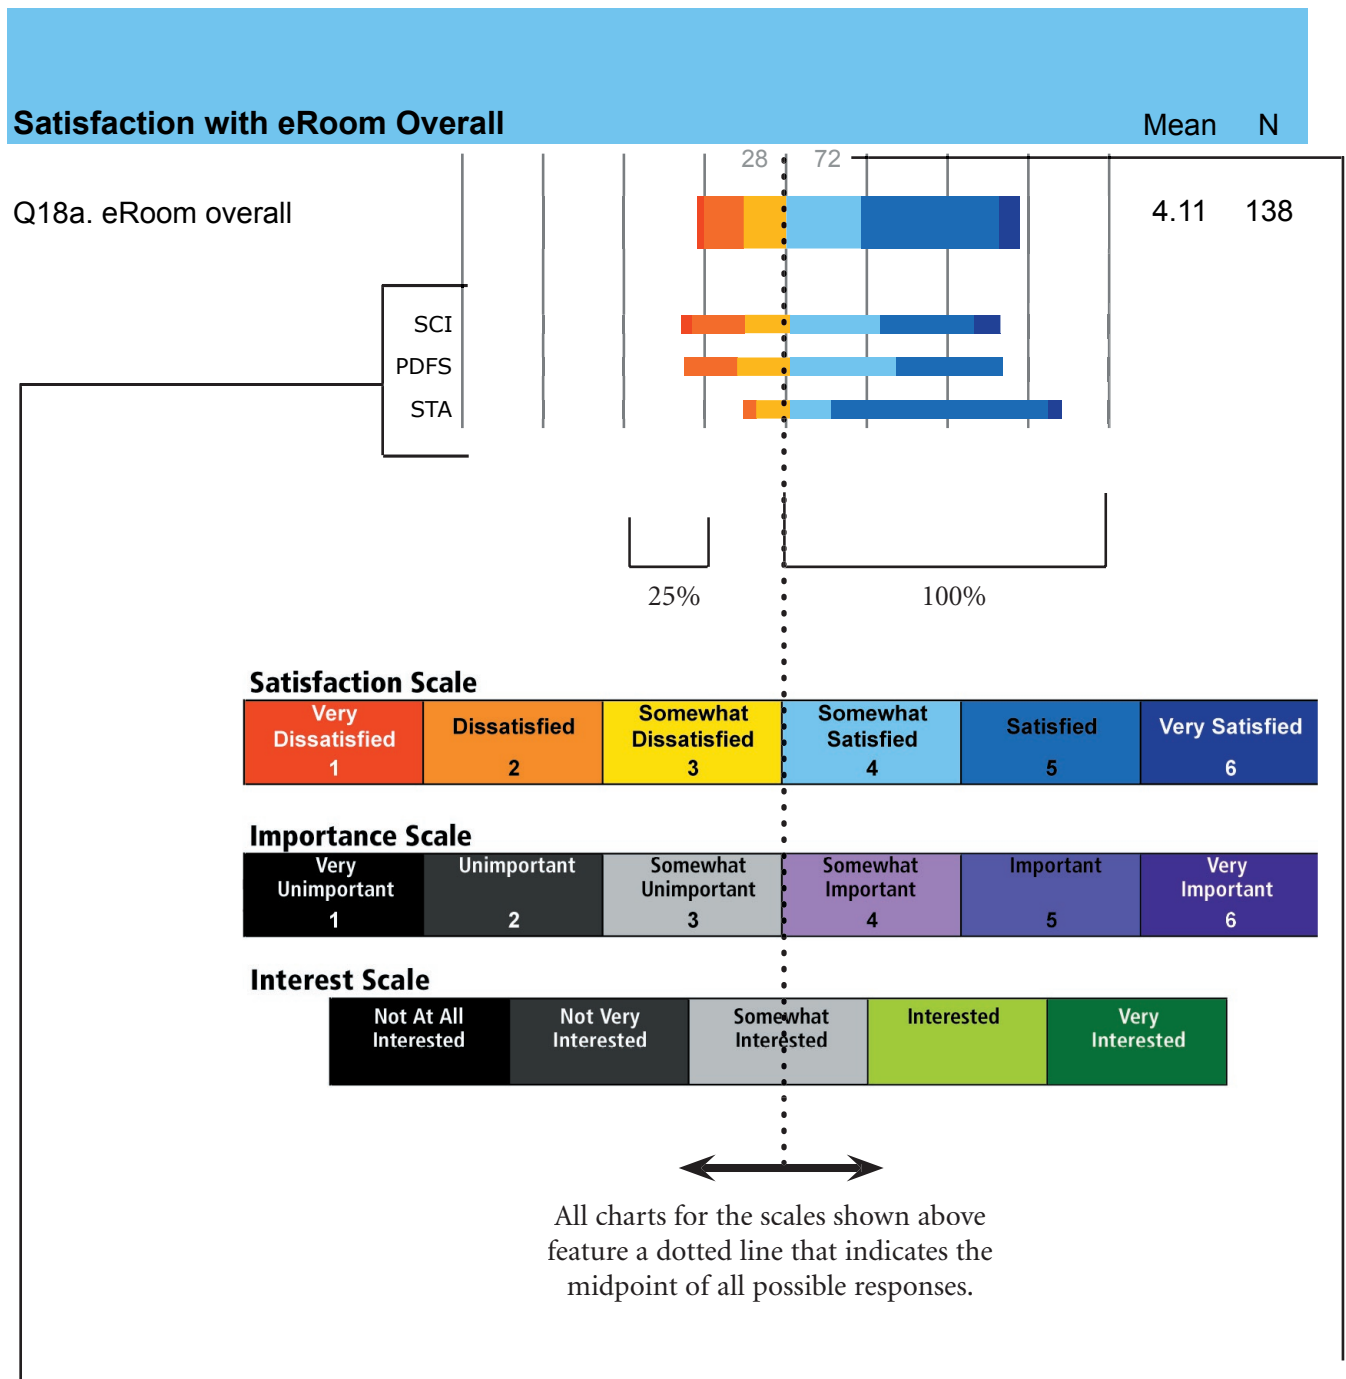 Satisfaction with eRoom Overall Mean N
28 72
Q18a. eRoom overall 4.11 138
SCI
PDFS
STA
25% 100%
Satisfaction Scale
Very Dissatisfied 1
Dissatisfied 2
Somewhat Dissatisfied 3
Somewhat Satisfied 4
Satisfied 5
Very Satisfied 6
Importance Scale
Very Unimportant 1
Unimportant 2
Somewhat Unimportant 3
Somewhat Important 4
Important 5
Very Important 6
Interest Scale
Not At All Interested
Not Very Interested
Somewhat Interested
Interested
Very Interested
All charts for the scales shown above
feature a dotted line that indicates the
midpoint of all possible responses.